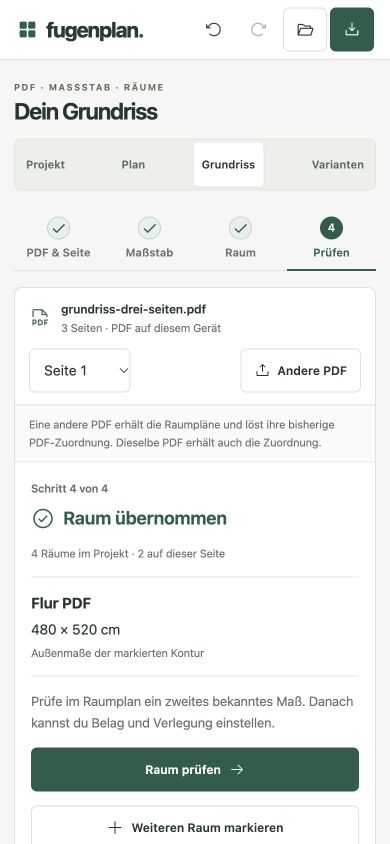 fugenplan.
PDF · MASSSTAB · RÄUME
Dein Grundriss
Projekt Plan Grundriss Varianten
4
PDF & Seite Maßstab Raum Prüfen
PDF
grundriss-drei-seiten.pdf
3 Seiten · PDF auf diesem Gerät
Seite 1 Andere PDF
Eine andere PDF erhält die Raumpläne und löst ihre bisherige
PDF-Zuordnung. Dieselbe PDF erhält auch die Zuordnung.
Schritt 4 von 4
Raum übernommen
4 Räume im Projekt · 2 auf dieser Seite
Flur PDF
480 × 520 cm
Außenmaße der markierten Kontur
Prüfe im Raumplan ein zweites bekanntes Maß. Danach
kannst du Belag und Verlegung einstellen.
Raum prüfen
Weiteren Raum markieren